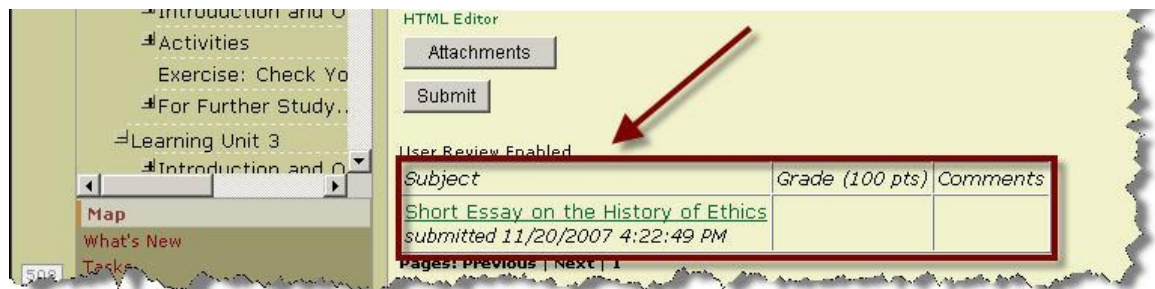 Introduction and O
Activities
Exercise: Check Yo
For Further Study..
Learning Unit 3
Introduction and O
Map
What's New
Tasks
508
HTML Editor
Attachments
Submit
User Review Enabled
Subject
Grade (100 pts)
Comments
Short Essay on the History of Ethics
submitted 11/20/2007 4:22:49 PM
Pages: Previous | Next | 1